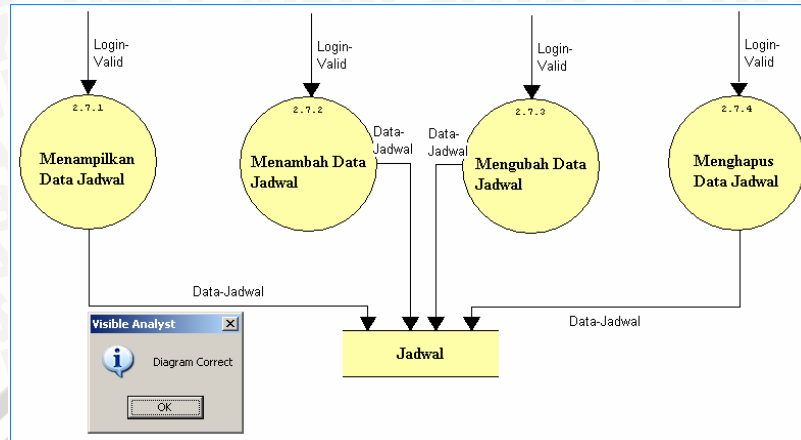 Login-
Valid
Login-
Valid
Login-
Valid
Login-
Valid
2.7.1
Menampilkan
Data Jadwal
2.7.2
Menambah Data
Jadwal
Data-
Jadwal
Data-
Jadwal
2.7.3
Mengubah Data
Jadwal
2.7.4
Menghapus
Data Jadwal
Data-Jadwal
Data-Jadwal
Jadwal
Visible Analyst
Diagram Correct
OK